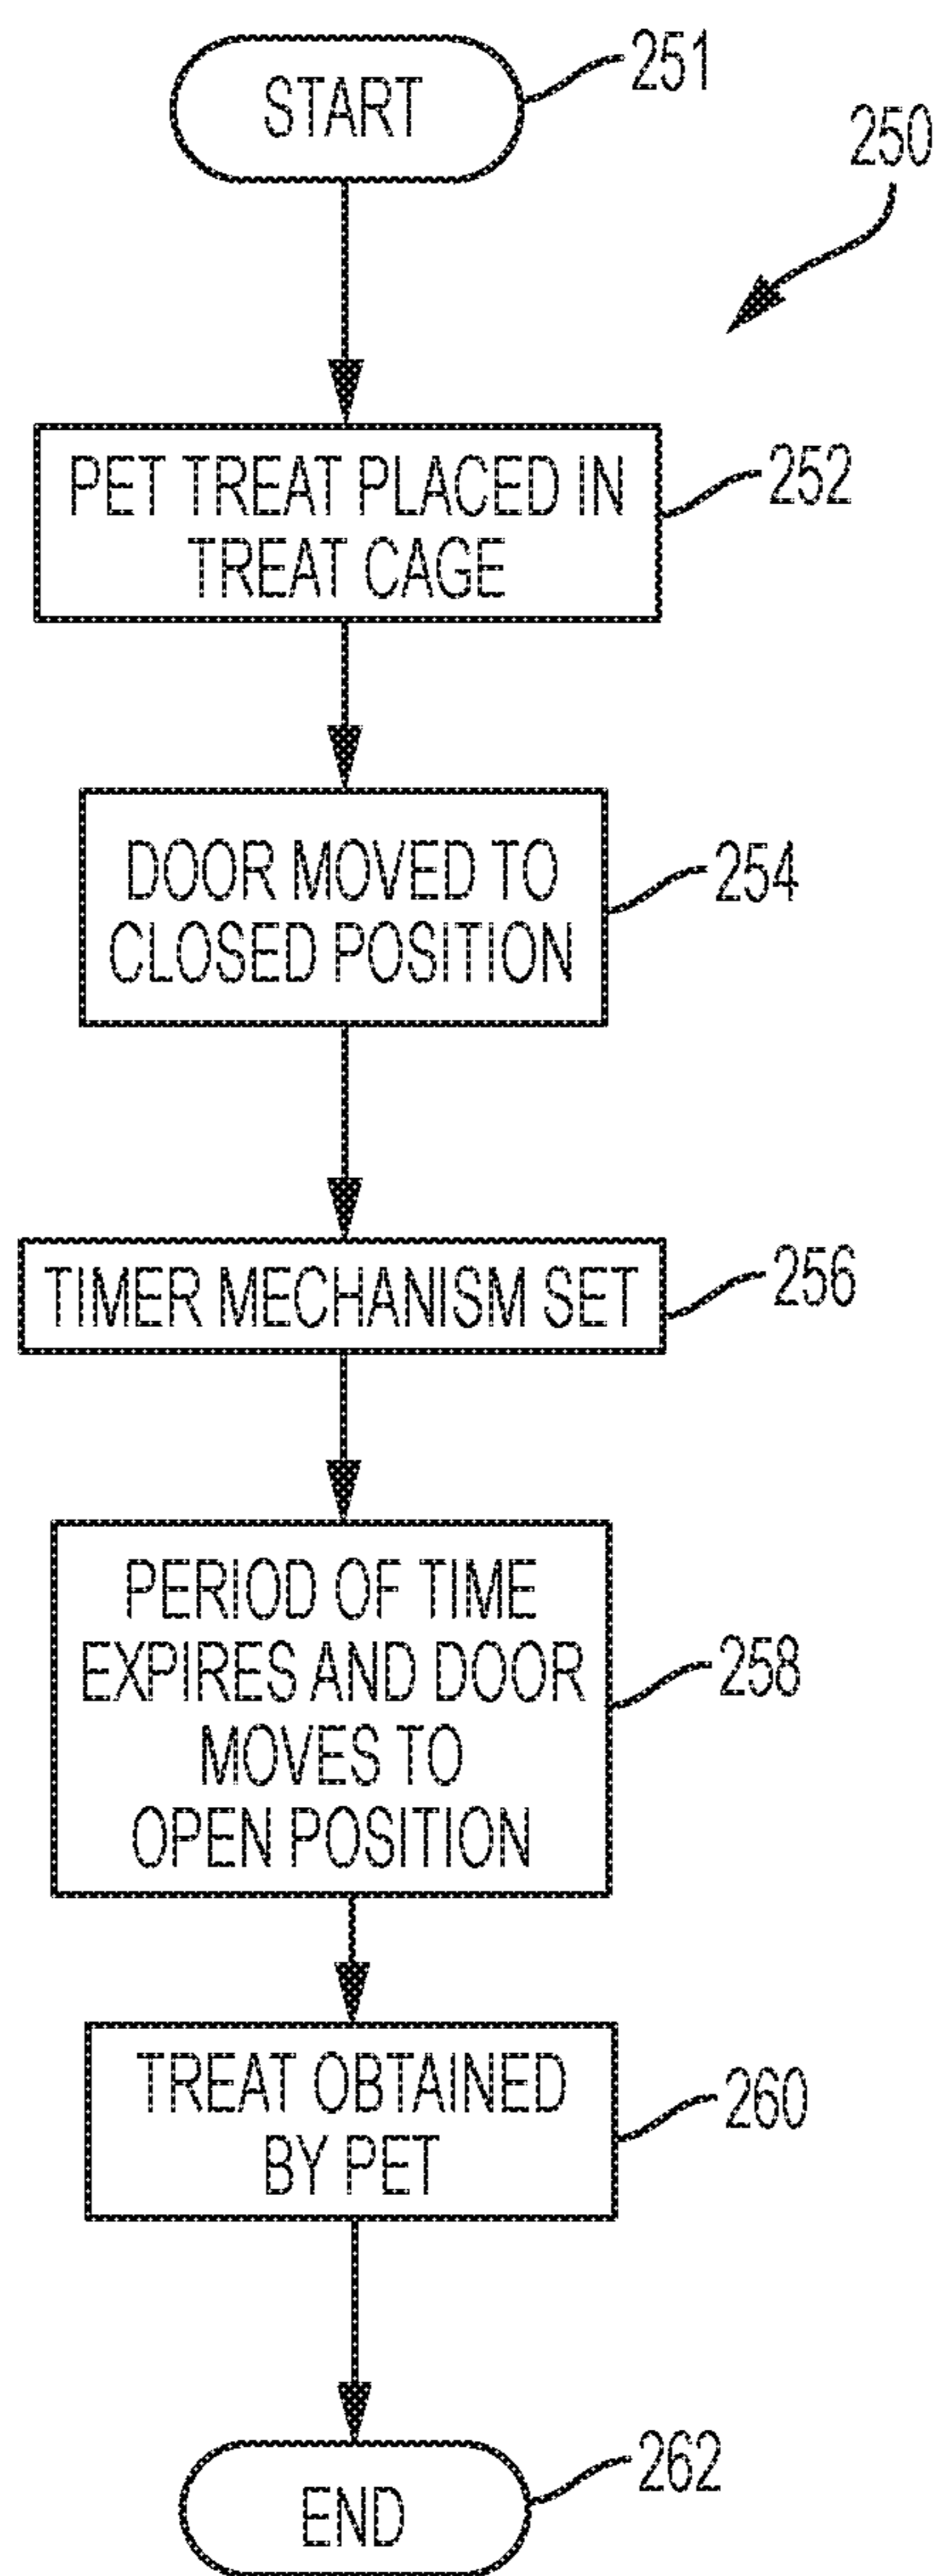 START
251
250
PET TREAT PLACED IN
TREAT CAGE
252
DOOR MOVED TO
CLOSED POSITION
254
TIMER MECHANISM SET
256
PERIOD OF TIME
EXPIRES AND DOOR
MOVES TO
OPEN POSITION
258
TREAT OBTAINED
BY PET
260
END
262